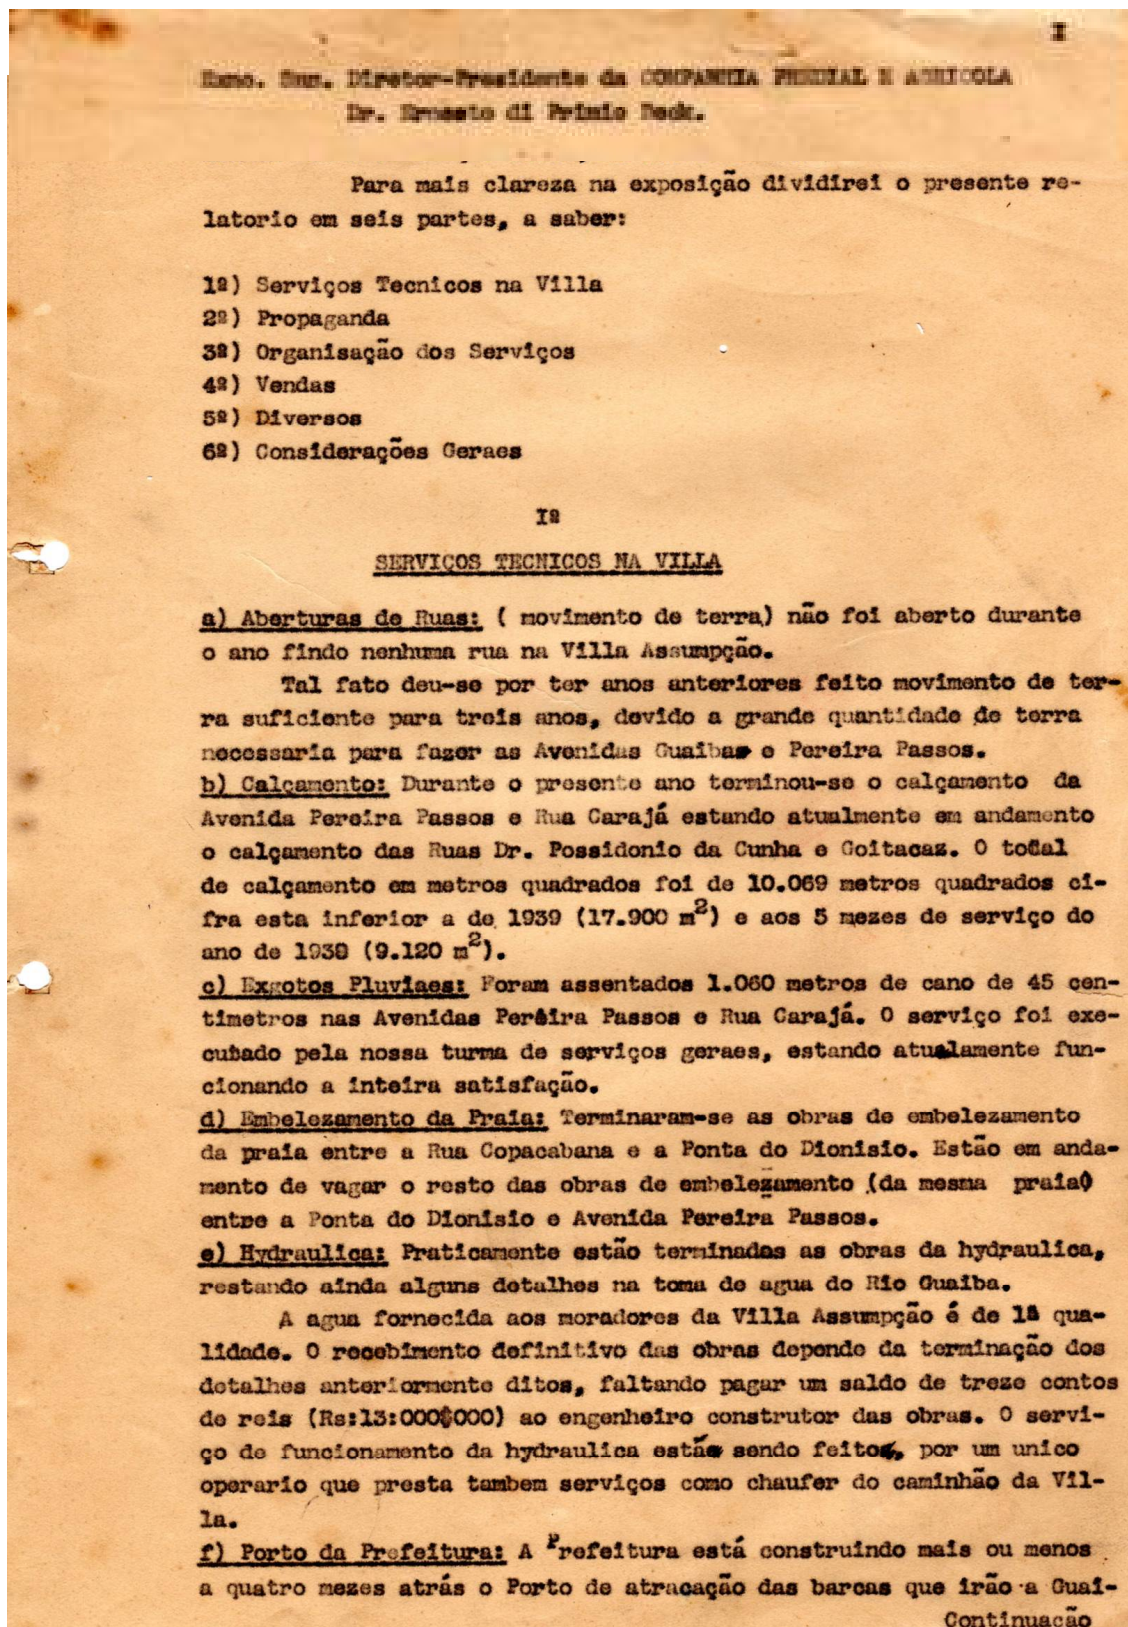 I
Exmo. Snr. Diretor-Presidente da COMPANHIA PREDIAL E AGRICOLA
Dr. Ernesto di Primio Beck.
Para mais clareza na exposição dividirei o presente re-
latorio em seis partes, a saber:
1º) Serviços Tecnicos na Villa
2º) Propaganda
3º) Organisação dos Serviços
4º) Vendas
5º) Diversos
6º) Considerações Geraes
Iº
SERVIÇOS TECNICOS NA VILLA
a) Aberturas de Ruas: ( movimento de terra) não foi aberto durante
o ano findo nenhuma rua na Villa Assumpção.
Tal fato deu-se por ter anos anteriores feito movimento de ter-
ra suficiente para treis anos, devido a grande quantidade de terra
necessaria para fazer as Avenidas Guaiba e Pereira Passos.
b) Calçamento: Durante o presente ano terminou-se o calçamento da
Avenida Pereira Passos e Rua Carajá estando atualmente em andamento
o calçamento das Ruas Dr. Possidonio da Cunha e Goitacaz. O total
de calçamento em metros quadrados foi de 10.069 metros quadrados ci-
fra esta inferior a de 1939 (17.900 m2) e aos 5 mezes de serviço do
ano de 1938 (9.120 m2).
c) Exgotos Pluviaes: Foram assentados 1.060 metros de cano de 45 cen-
timetros nas Avenidas Pereira Passos e Rua Carajá. O serviço foi exe-
cutado pela nossa turma de serviços geraes, estando atualamente fun-
cionando a inteira satisfação.
d) Embelezamento da Praia: Terminaram-se as obras de embelezamento
da praia entre a Rua Copacabana e a Ponta do Dionisio. Estão em anda-
mento de vagar o resto das obras de embelezamento (da mesma praia)
entre a Ponta do Dionisio e Avenida Pereira Passos.
e) Hydraulica: Praticamente estão terminadas as obras da hydraulica,
restando ainda alguns detalhes na toma de agua do Rio Guaiba.
A agua fornecida aos moradores da Villa Assumpção é de 1ª qua-
lidade. O recebimento definitivo das obras depende da terminação dos
detalhes anteriormente ditos, faltando pagar um saldo de treze contos
de reis (Rs:13:000$000) ao engenheiro construtor das obras. O servi-
ço de funcionamento da hydraulica está sendo feito, por um unico
operario que presta tambem serviços como chaufer do caminhão da Vil-
la.
f) Porto da Prefeitura: A Prefeitura está construindo mais ou menos
a quatro mezes atrás o Porto de atracação das barcas que irão a Guai-
Continuação